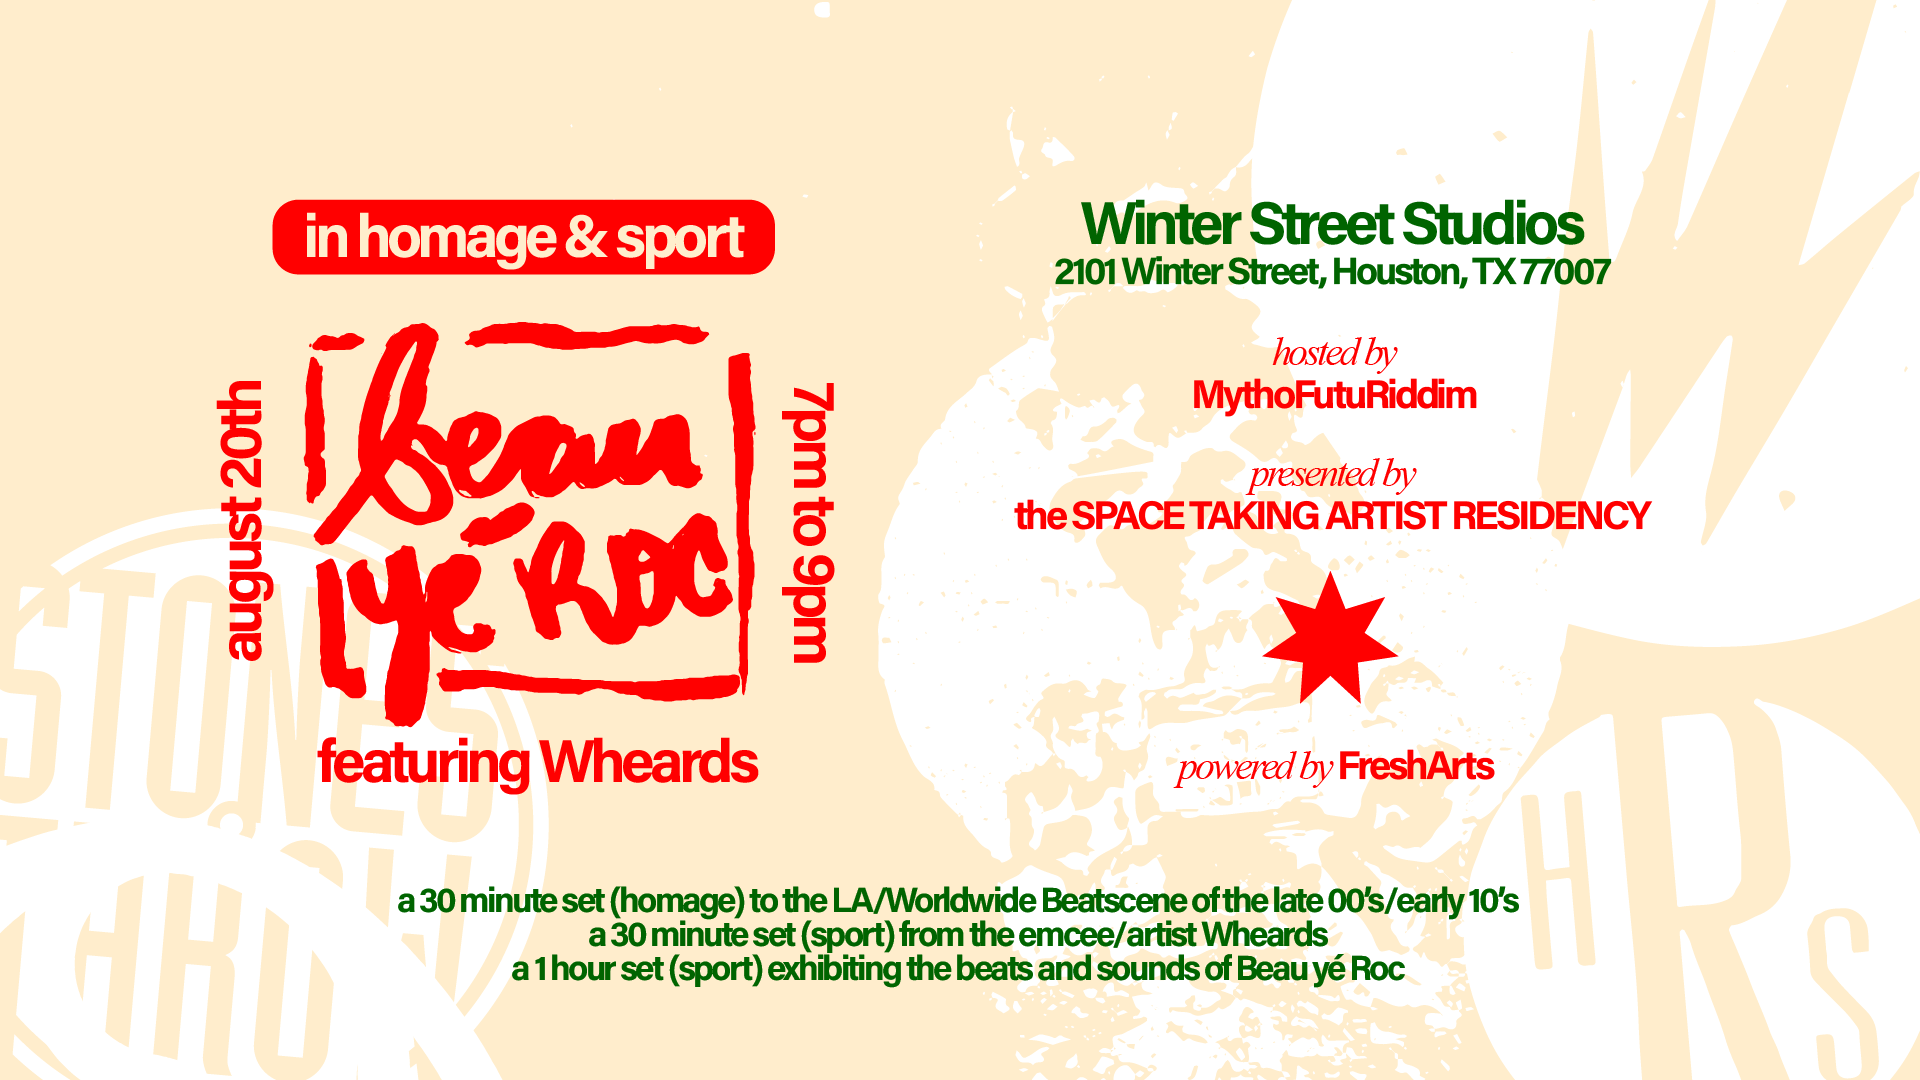 in homage & sport
august 20th
Beau
yé ROC
7pm to 9pm
featuring Wheards
Winter Street Studios
2101 Winter Street, Houston, TX 77007
hosted by
MythoFutuRiddim
presented by
the SPACE TAKING ARTIST RESIDENCY
powered by FreshArts
a 30 minute set (homage) to the LA/Worldwide Beatscene of the late 00's/early 10's
a 30 minute set (sport) from the emcee/artist Wheards
a 1 hour set (sport) exhibiting the beats and sounds of Beau yé Roc
STONES
W
HRS